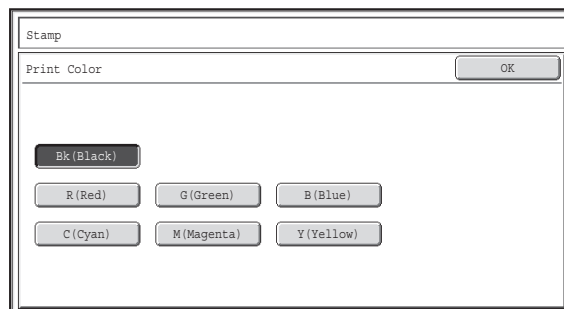 Stamp
Print Color OK
Bk(Black)
R(Red) G(Green) B(Blue)
C(Cyan) M(Magenta) Y(Yellow)